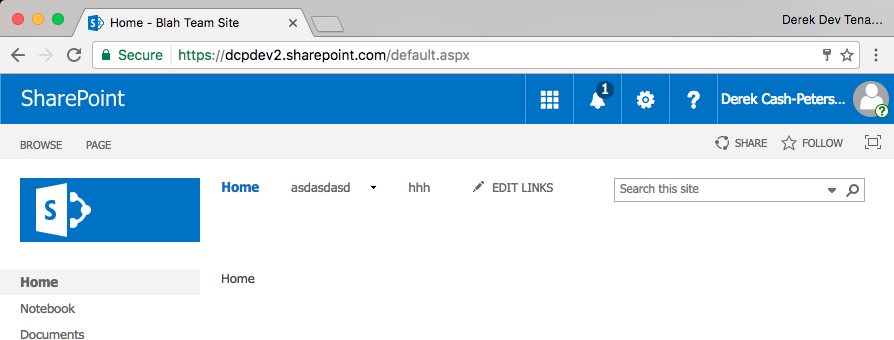 Home - Blah Team Site
Derek Dev Tena...
Secure https://dcpdev2.sharepoint.com/default.aspx
SharePoint
1
?
Derek Cash-Peters...
?
BROWSE PAGE SHARE FOLLOW
S
S
Home asdasdasd hhh EDIT LINKS Search this site
Home
Home
Notebook
Documents